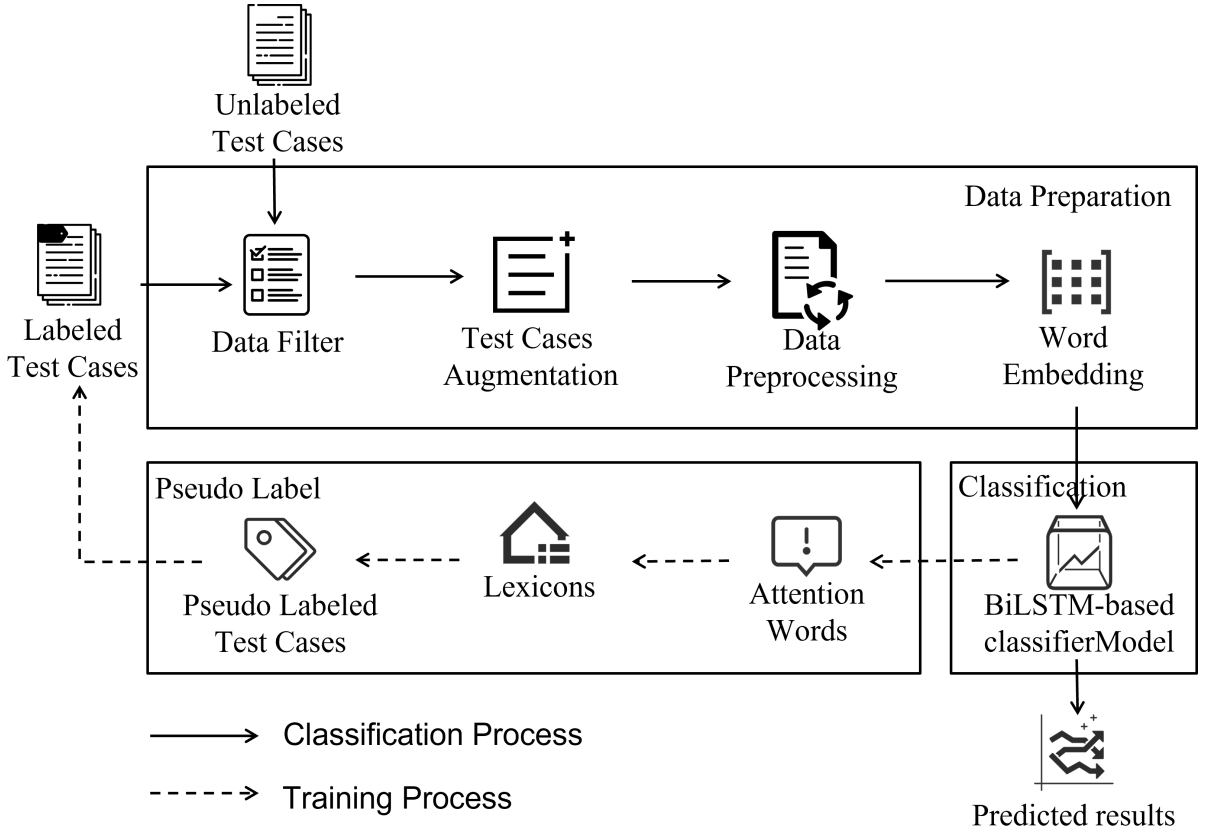 Unlabeled
Test Cases
Data Preparation
Labeled
Test Cases
Data Filter
Test Cases
Augmentation
Data
Preprocessing
Word
Embedding
Pseudo Label
Classification
Pseudo Labeled
Test Cases
Lexicons
Attention
Words
BiLSTM-based
classifierModel
Classification Process
Training Process
Predicted results